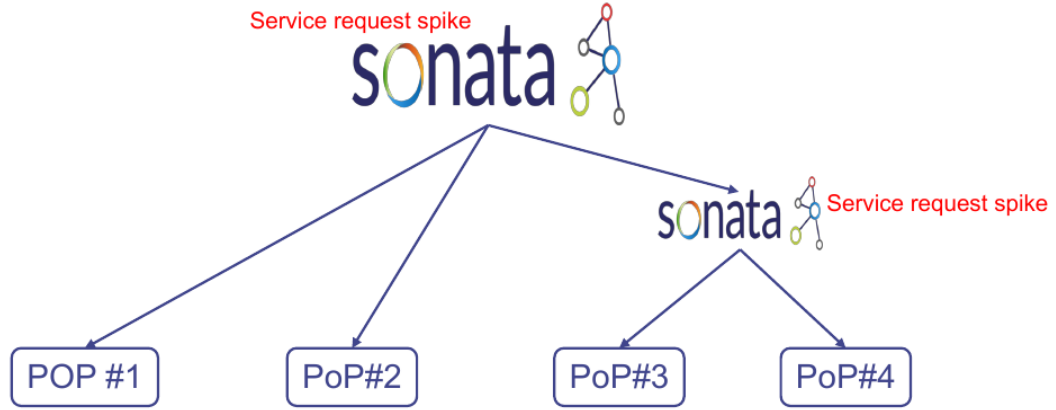 Service request spike
sonata
sonata
Service request spike
POP #1
PoP#2
PoP#3
PoP#4